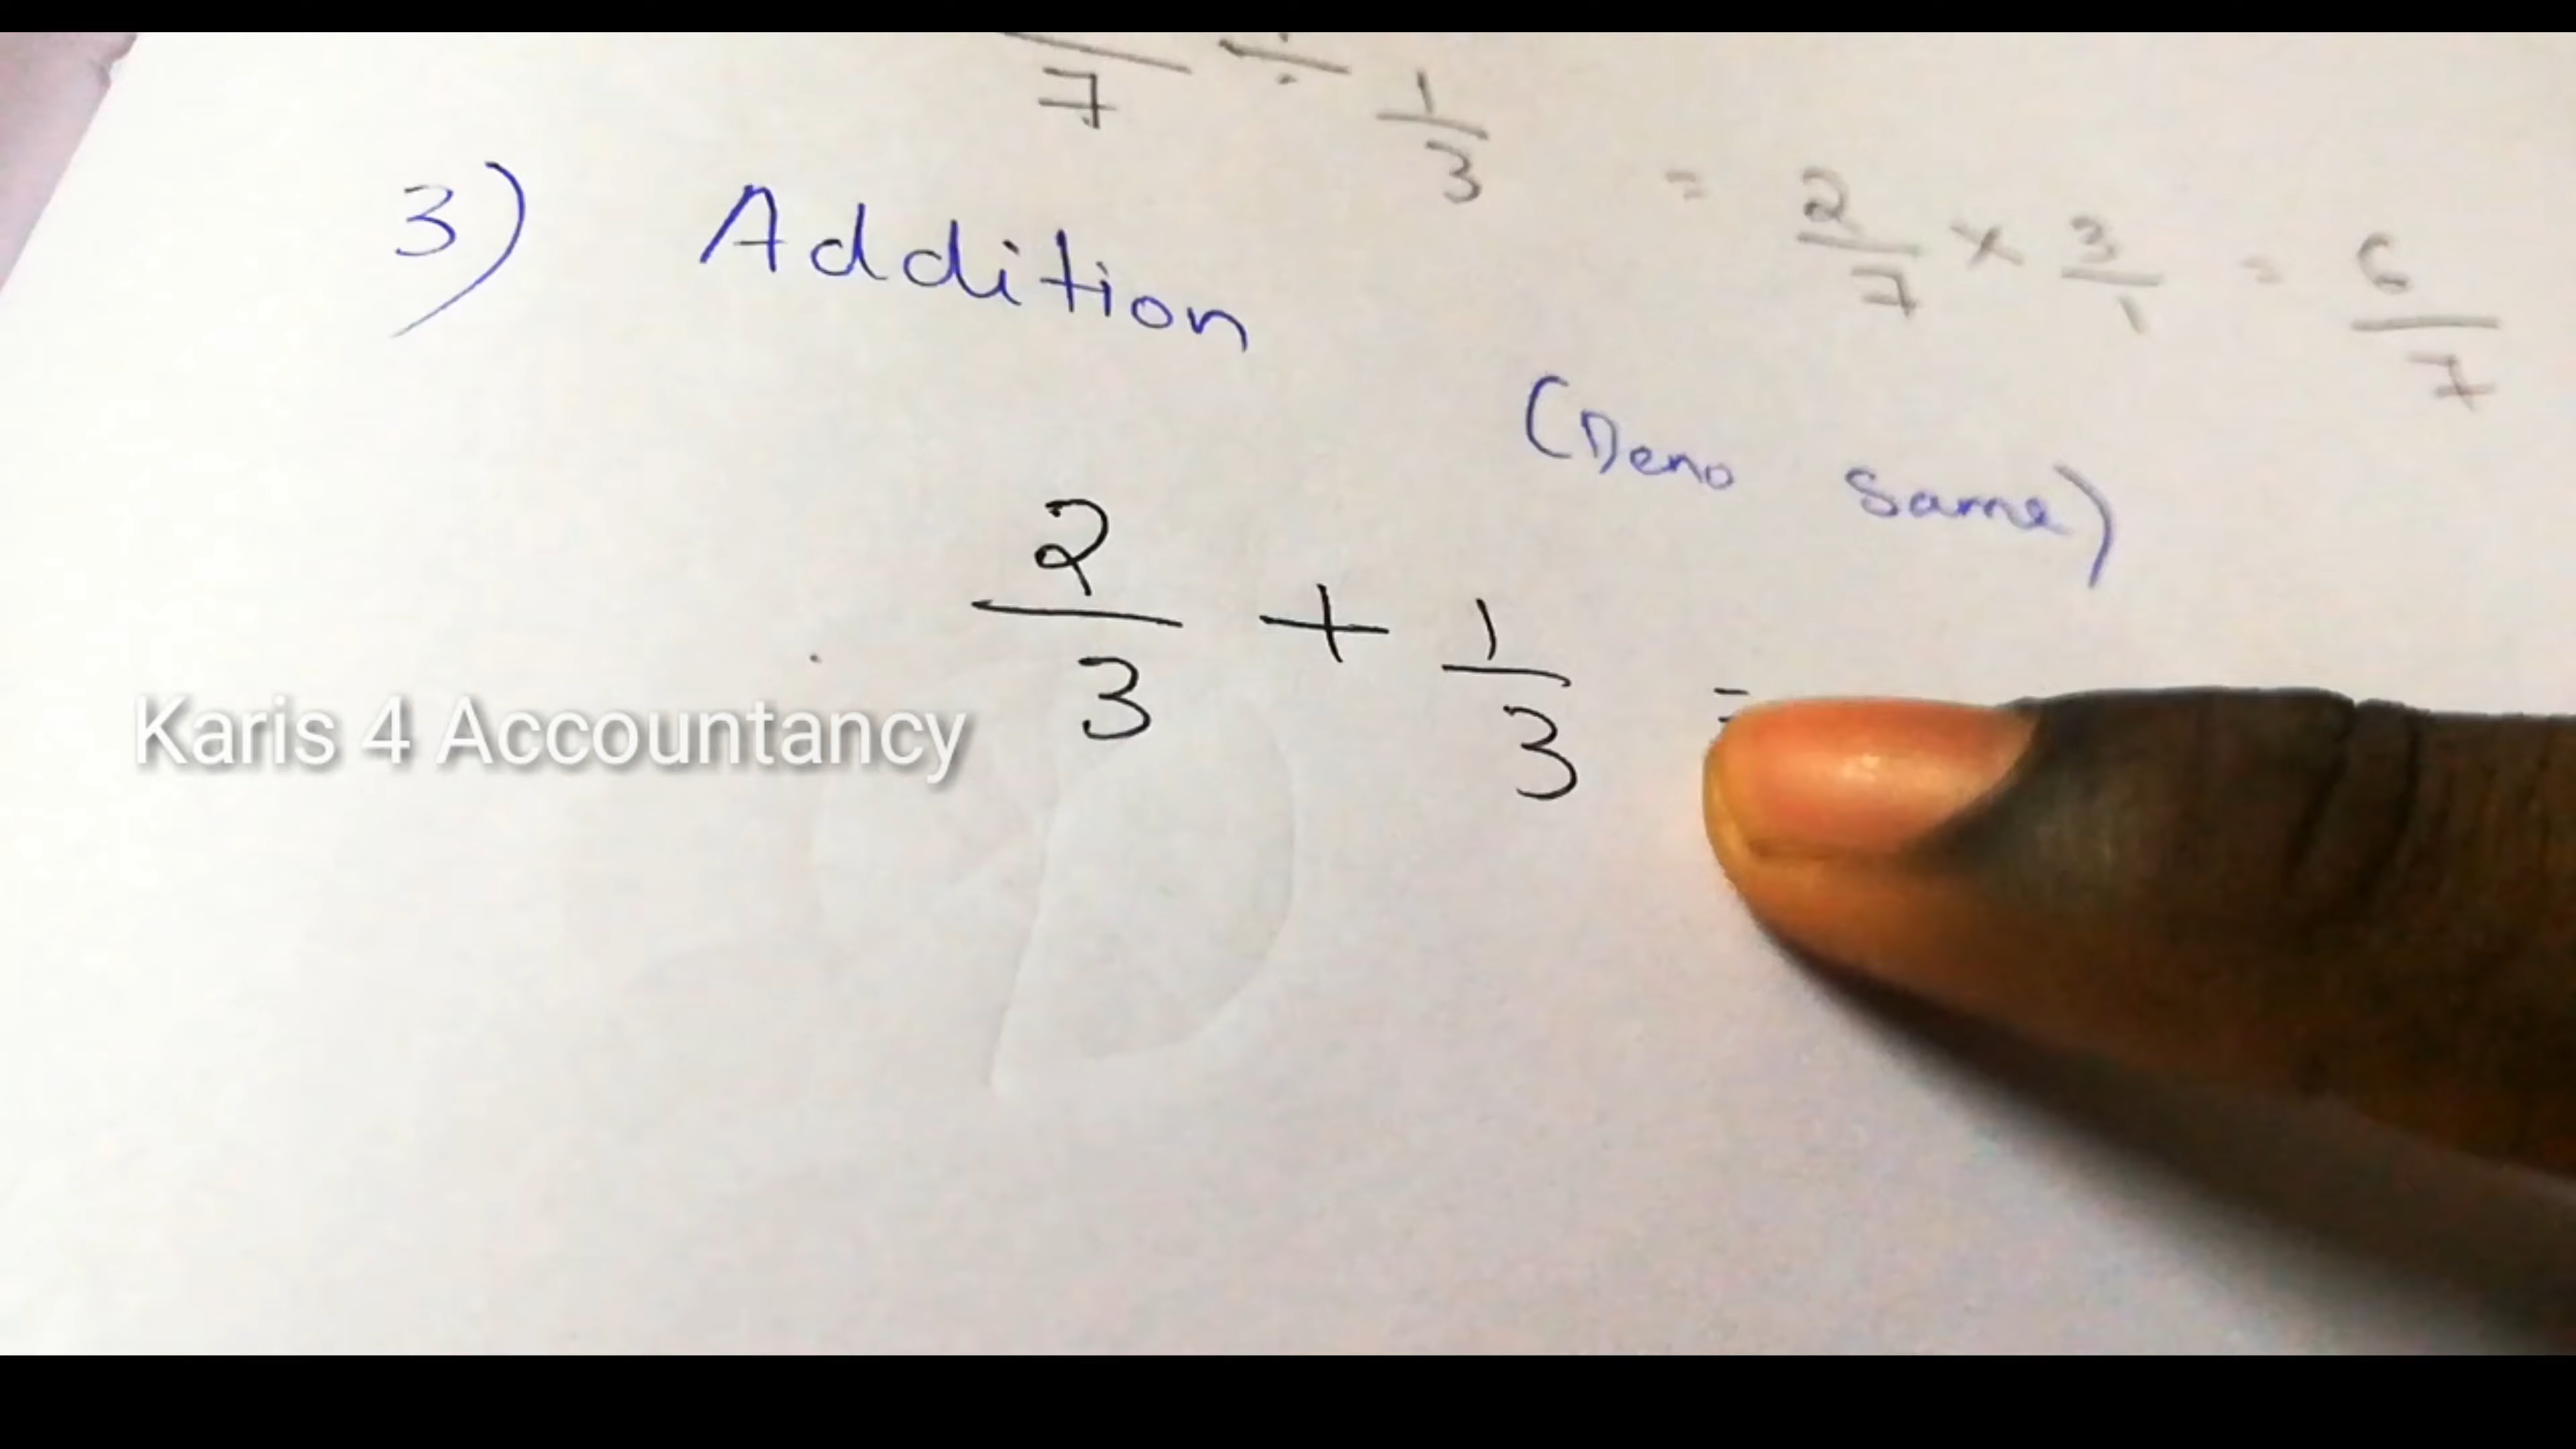 7 ÷ 1/3 = 2/7 × 3/1 = 6/7
3) Addition
(Deno same)
2/3 + 1/3 =
Karis 4 Accountancy